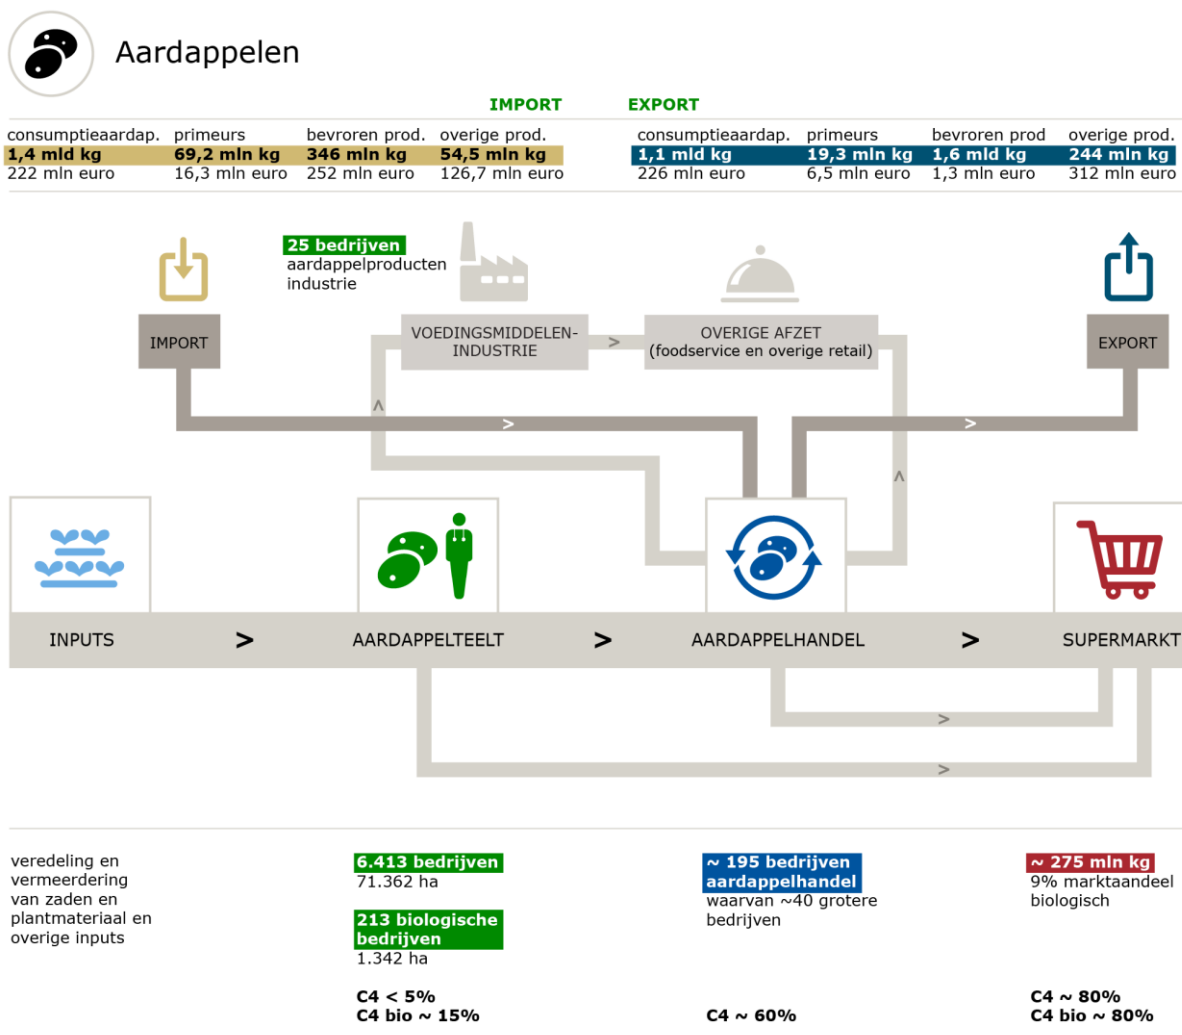 Aardappelen
IMPORT EXPORT
consumptieaardap. primeurs bevroren prod. overige prod. consumptieaardap. primeurs bevroren prod overige prod.
1,4 mld kg 69,2 mln kg 346 mln kg 54,5 mln kg 1,1 mld kg 19,3 mln kg 1,6 mld kg 244 mln kg
222 mln euro 16,3 mln euro 252 mln euro 126,7 mln euro 226 mln euro 6,5 mln euro 1,3 mln euro 312 mln euro
25 bedrijven
aardappelproducten
industrie
IMPORT
VOEDINGSMIDDELEN-
INDUSTRIE
>
OVERIGE AFZET
(foodservice en overige retail)
EXPORT
>
>
>
>
>
INPUTS > AARDAPPELTEELT > AARDAPPELHANDEL > SUPERMARKT
>
>
veredeling en
vermeerdering
van zaden en
plantmateriaal en
overige inputs
6.413 bedrijven
71.362 ha
213 biologische
bedrijven
1.342 ha
C4 < 5%
C4 bio ~ 15%
~ 195 bedrijven
aardappelhandel
waarvan ~40 grotere
bedrijven
C4 ~ 60%
~ 275 mln kg
9% marktaandeel
biologisch
C4 ~ 80%
C4 bio ~ 80%